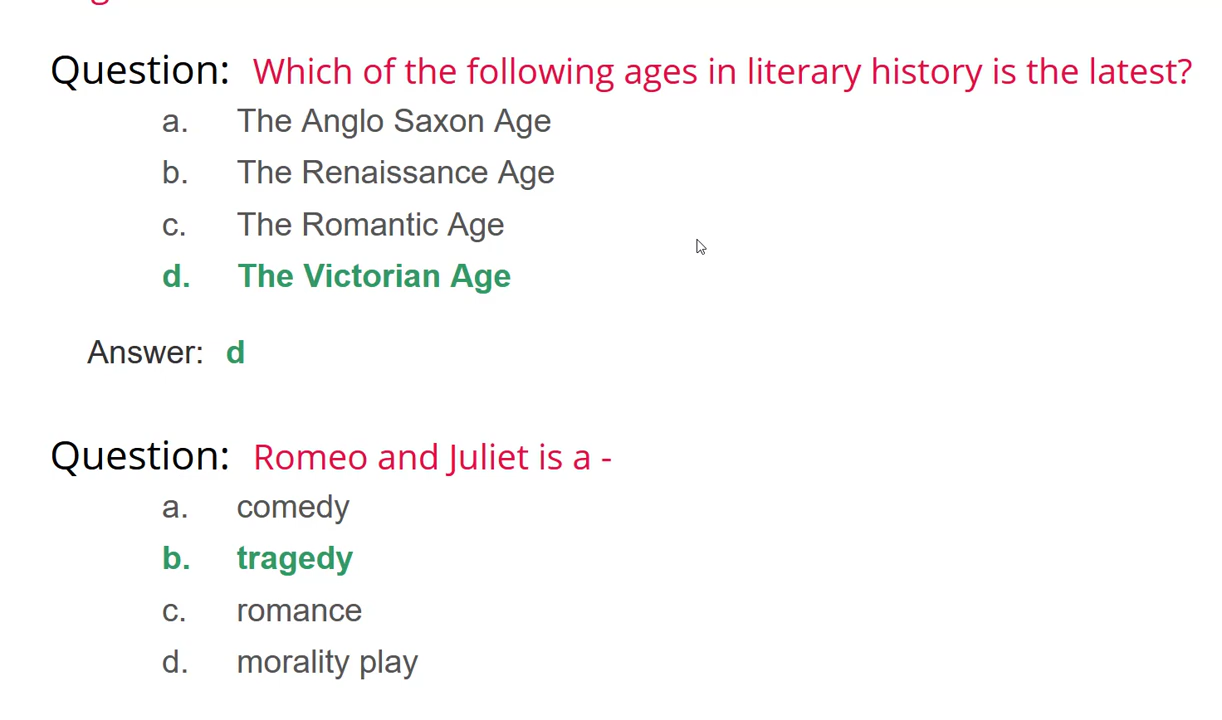 Question: Which of the following ages in literary history is the latest?
a. The Anglo Saxon Age
b. The Renaissance Age
c. The Romantic Age
d. The Victorian Age
Answer: d
Question: Romeo and Juliet is a -
a. comedy
b. tragedy
c. romance
d. morality play